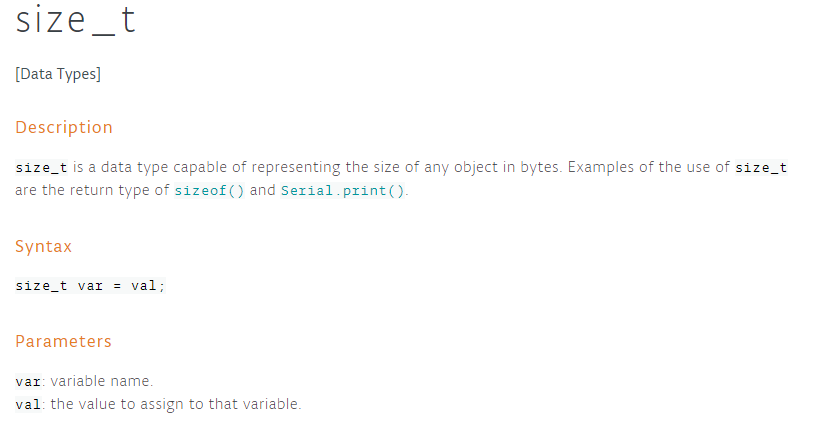 size_t
[Data Types]
Description
size_t is a data type capable of representing the size of any object in bytes. Examples of the use of size_t
are the return type of sizeof() and Serial.print().
Syntax
size_t var = val;
Parameters
var: variable name.
val: the value to assign to that variable.